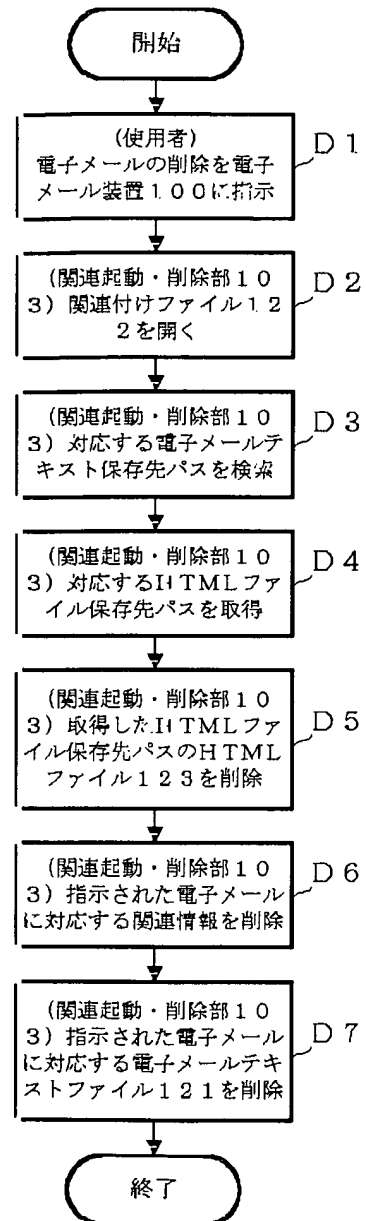 開始
(使用者)
電子メールの削除を電子
メール装置100に指示
D1
(関連起動・削除部10
3)関連付けファイル12
2を開く
D2
(関連起動・削除部10
3)対応する電子メールテ
キスト保存先パスを検索
D3
(関連起動・削除部10
3)対応するHTMLファ
イル保存先パスを取得
D4
(関連起動・削除部10
3)取得したHTMLファ
イル保存先パスのHTML
ファイル123を削除
D5
(関連起動・削除部10
3)指示された電子メール
に対応する関連情報を削除
D6
(関連起動・削除部10
3)指示された電子メール
に対応する電子メールテキ
ストファイル121を削除
D7
終了